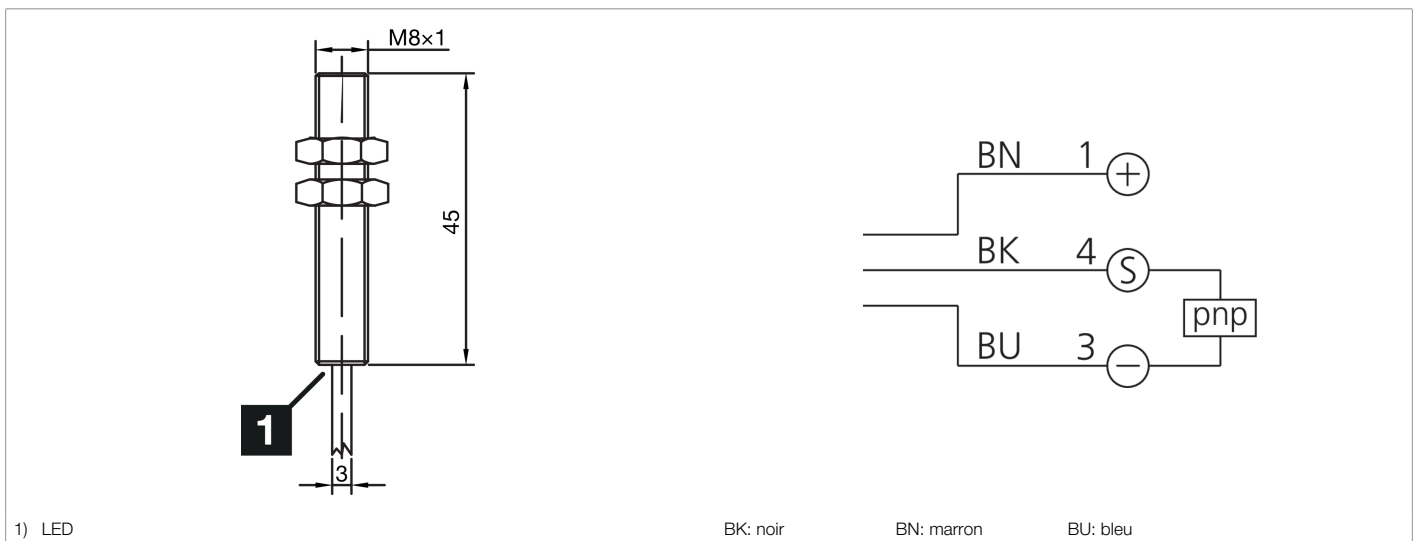 M8×1
45
1
3
BN 1 +
BK 4 S
pnp
BU 3 −
1) LED
BK: noir BN: marron BU: bleu